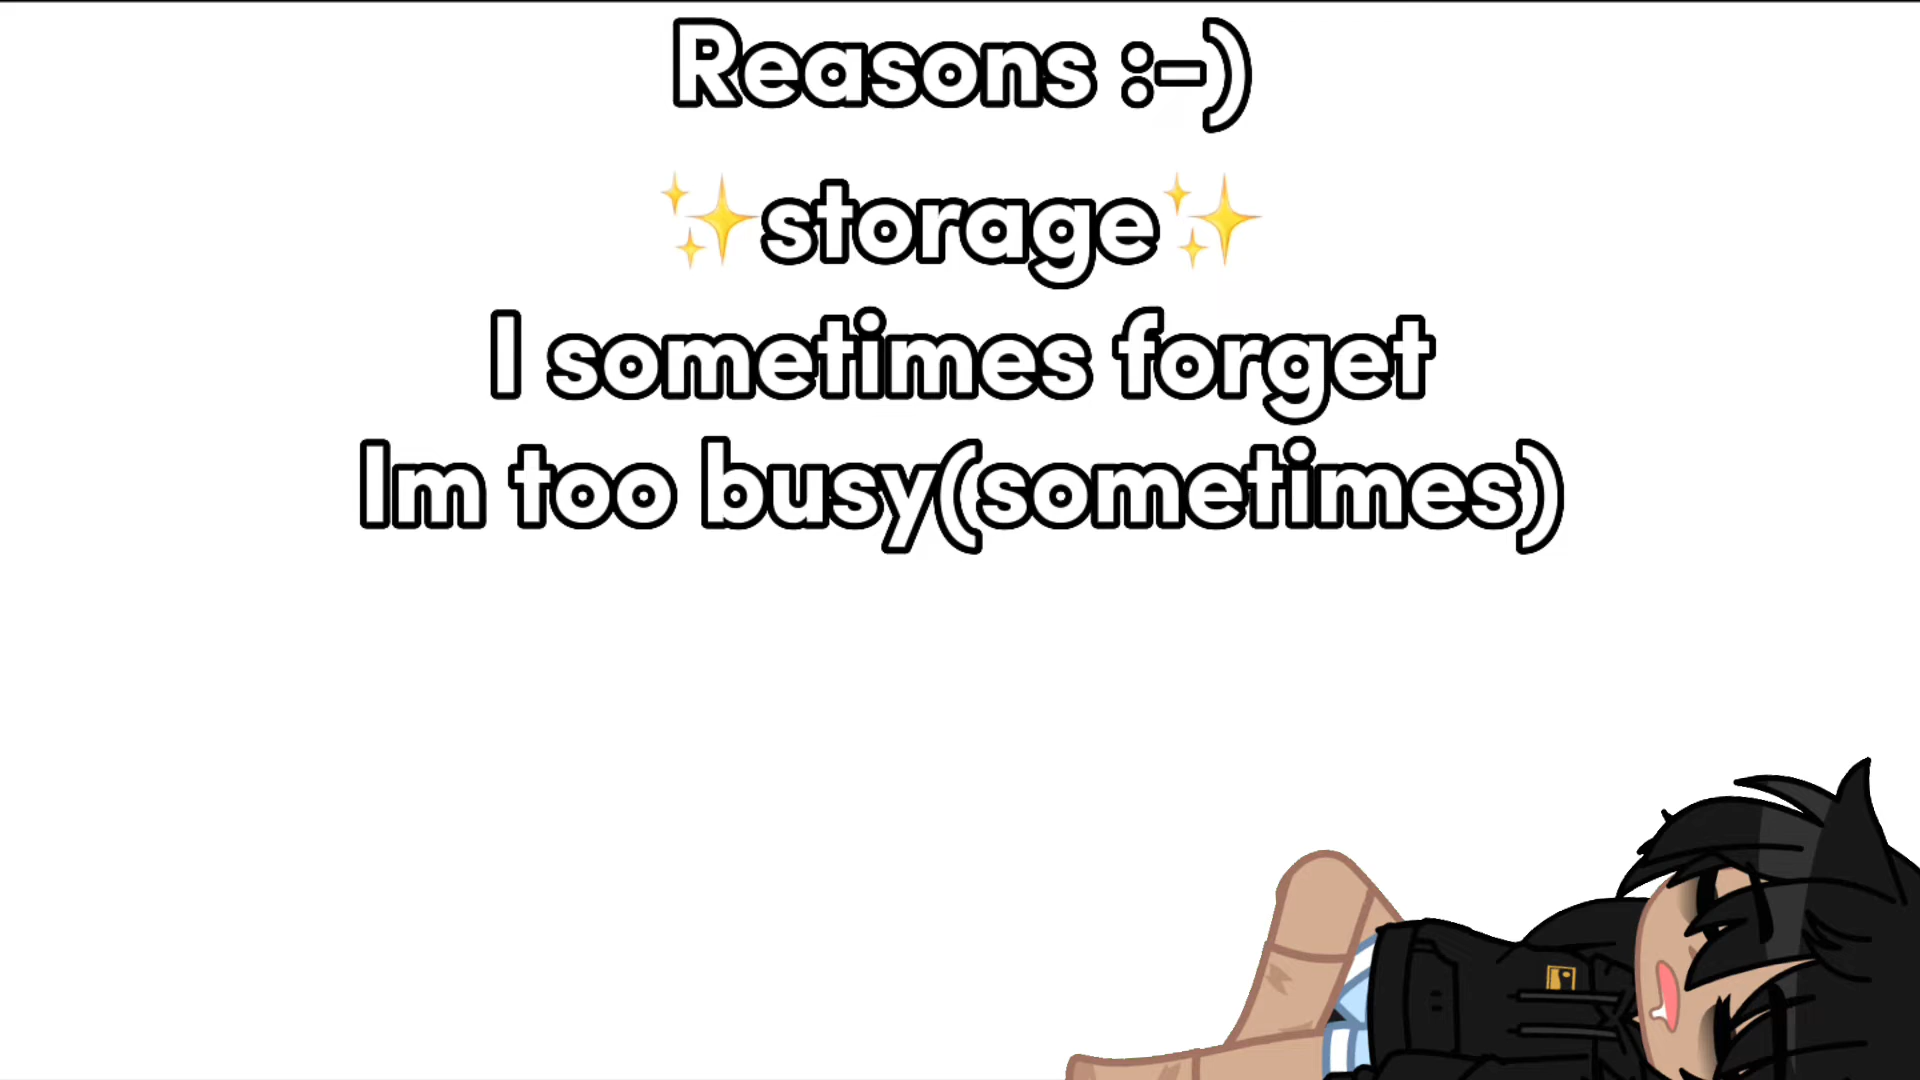 Reasons :-)
✨storage✨
I sometimes forget
Im too busy(sometimes)